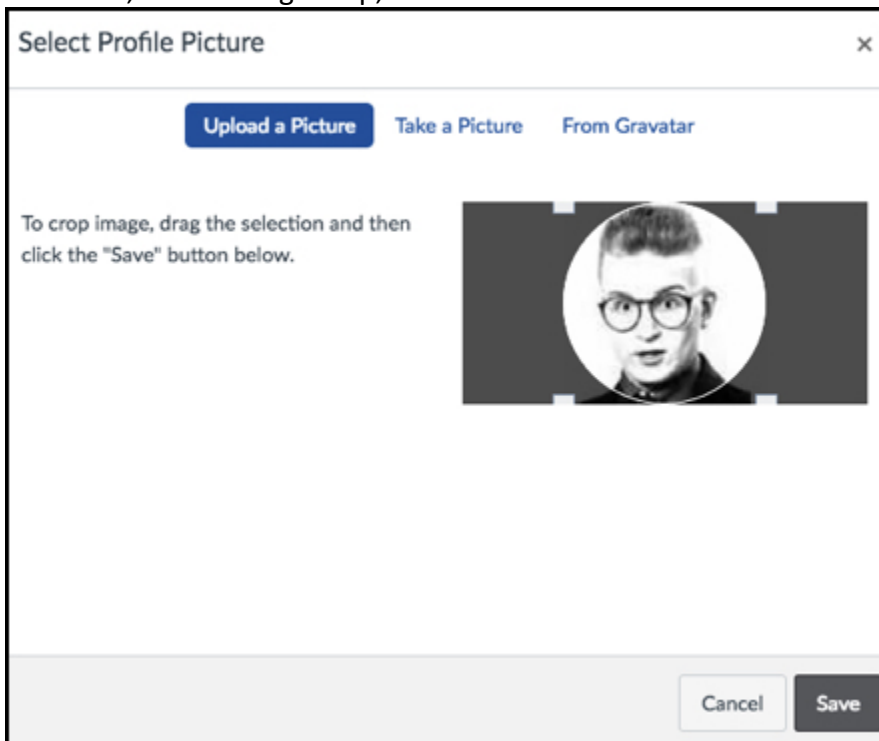 Select Profile Picture ×
Upload a Picture Take a Picture From Gravatar
To crop image, drag the selection and then
click the "Save" button below.
Cancel Save